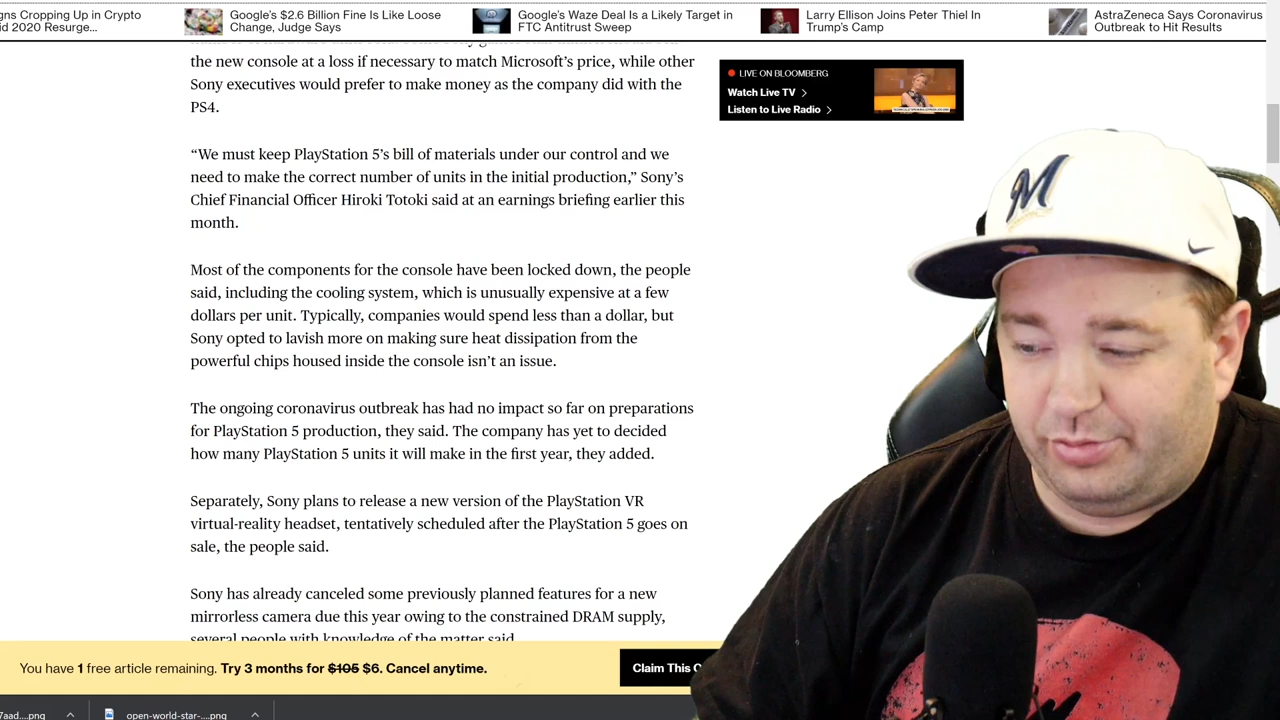 gns Cropping Up in Crypto
id 2020 Resurge...
Google's $2.6 Billion Fine Is Like Loose
Change, Judge Says
Google's Waze Deal Is a Likely Target in
FTC Antitrust Sweep
Larry Ellison Joins Peter Thiel In
Trump's Camp
AstraZeneca Says Coronavirus
Outbreak to Hit Results
the new console at a loss if necessary to match Microsoft's price, while other
Sony executives would prefer to make money as the company did with the
PS4.
“We must keep PlayStation 5's bill of materials under our control and we
need to make the correct number of units in the initial production,” Sony's
Chief Financial Officer Hiroki Totoki said at an earnings briefing earlier this
month.
Most of the components for the console have been locked down, the people
said, including the cooling system, which is unusually expensive at a few
dollars per unit. Typically, companies would spend less than a dollar, but
Sony opted to lavish more on making sure heat dissipation from the
powerful chips housed inside the console isn't an issue.
The ongoing coronavirus outbreak has had no impact so far on preparations
for PlayStation 5 production, they said. The company has yet to decided
how many PlayStation 5 units it will make in the first year, they added.
Separately, Sony plans to release a new version of the PlayStation VR
virtual-reality headset, tentatively scheduled after the PlayStation 5 goes on
sale, the people said.
Sony has already canceled some previously planned features for a new
mirrorless camera due this year owing to the constrained DRAM supply,
several people with knowledge of the matter said
LIVE ON BLOOMBERG
Watch Live TV >
Listen to Live Radio >
M
You have 1 free article remaining. Try 3 months for $105 $6. Cancel anytime.
Claim This O
7aad....png
open-world-star-....png